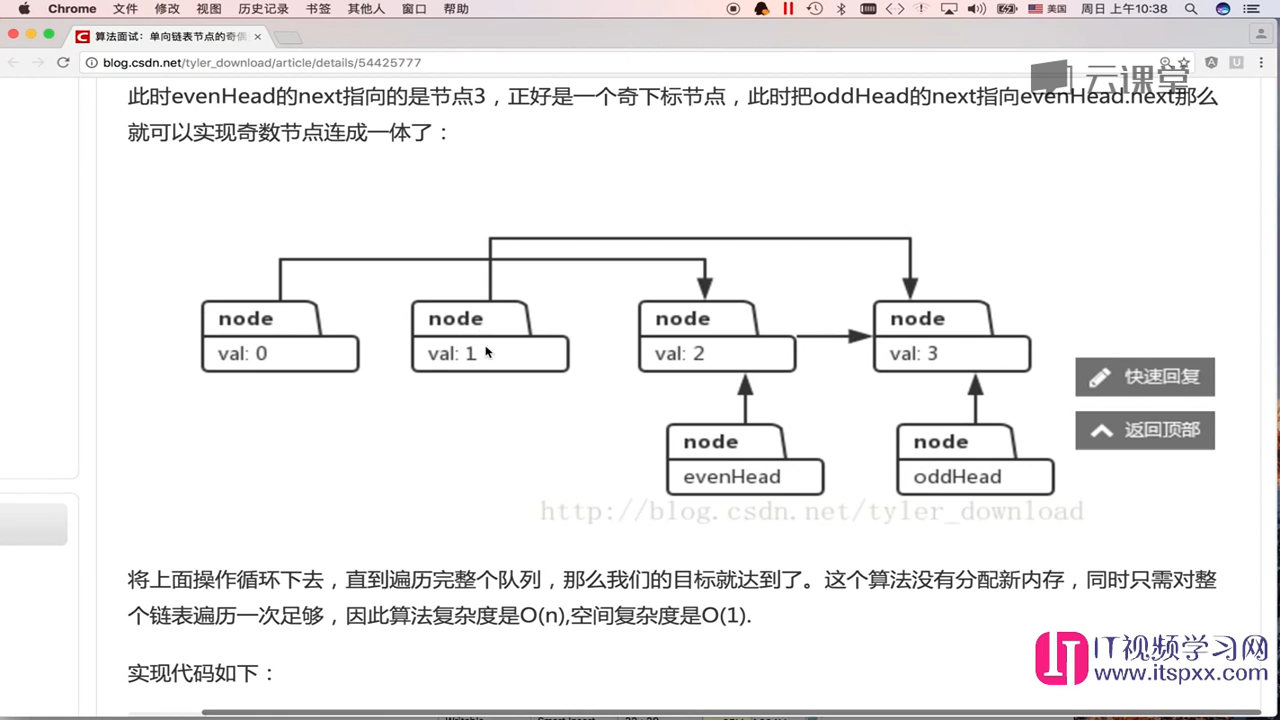 Chrome 文件 修改 视图 历史记录 书签 其他人 窗口 帮助 美国 周日 上午10:38
算法面试：单向链表节点的奇偶
blog.csdn.net/tyler_download/article/details/54425777
云课堂
此时evenHead的next指向的是节点3，正好是一个奇下标节点，此时把oddHead的next指向evenHead.next那么
就可以实现奇数节点连成一体了：
node node node node
val: 0 val: 1 val: 2 val: 3
快速回复
返回顶部
node node
evenHead oddHead
http://blog.csdn.net/tyler_download
将上面操作循环下去，直到遍历完整个队列，那么我们的目标就达到了。这个算法没有分配新内存，同时只需对整
个链表遍历一次足够，因此算法复杂度是O(n),空间复杂度是O(1).
实现代码如下：
IT IT视频学习网
www.itspxx.com